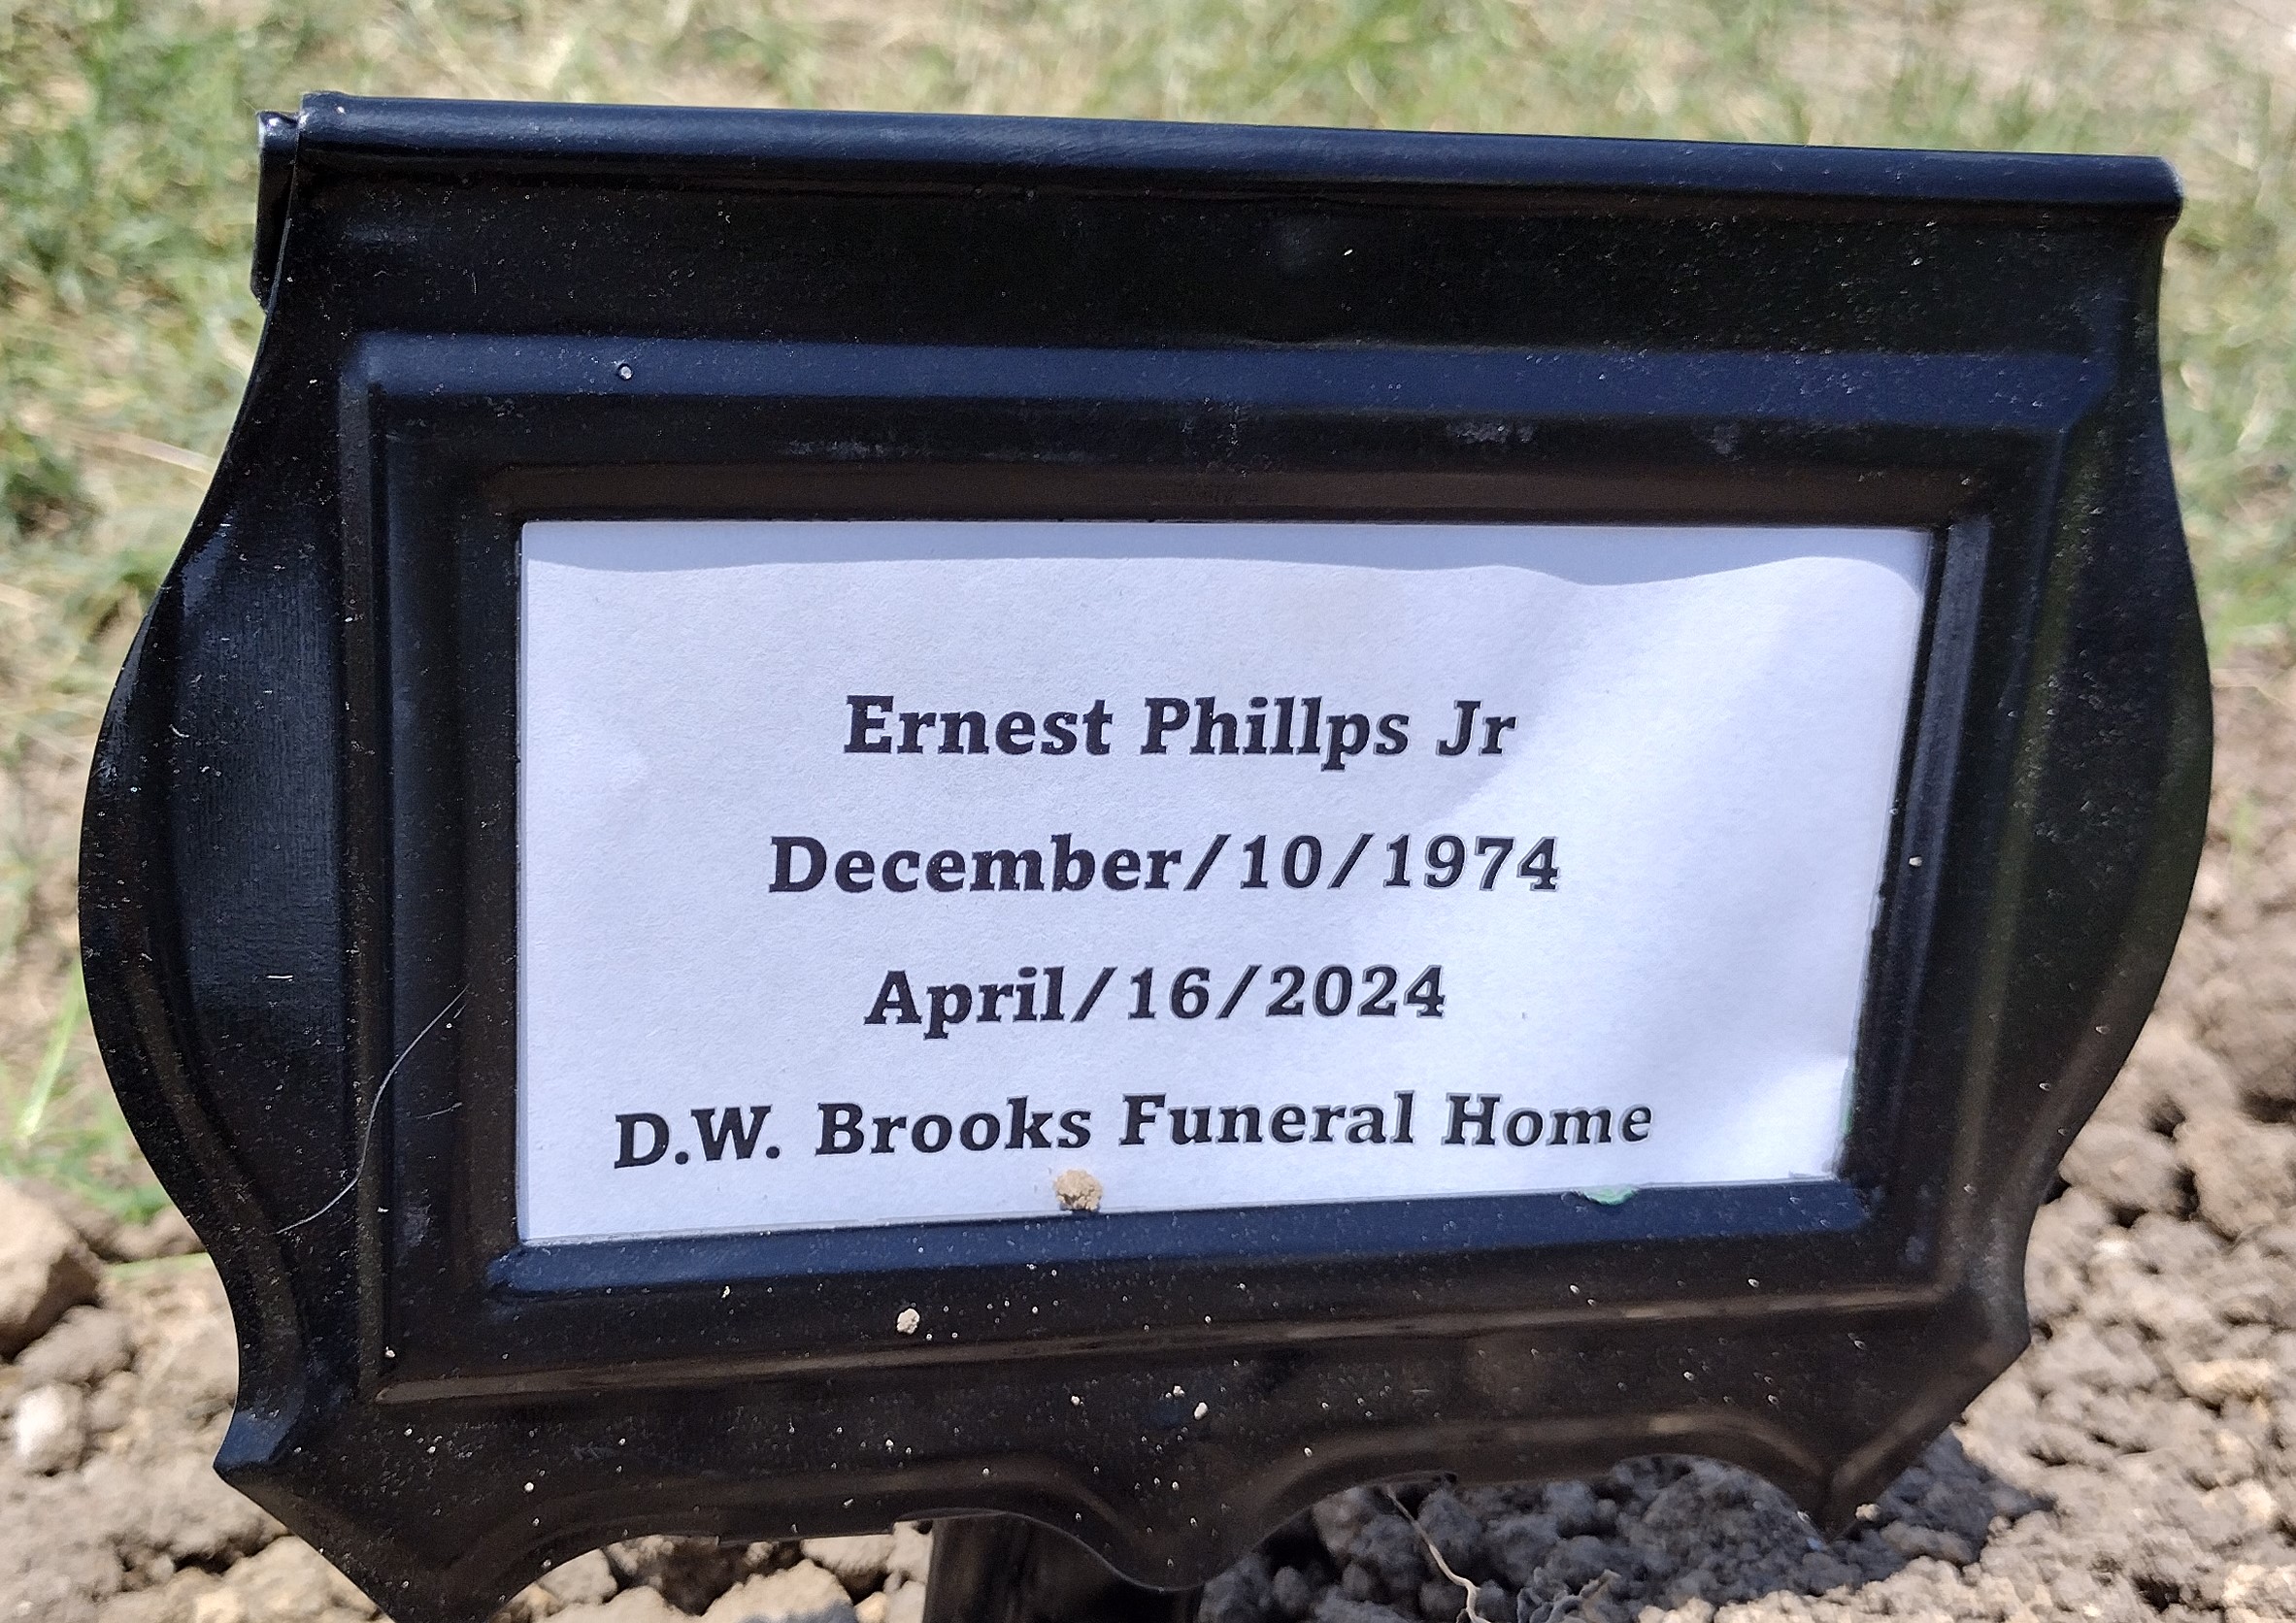 Ernest Phillps Jr
December/10/1974
April/16/2024
D.W. Brooks Funeral Home